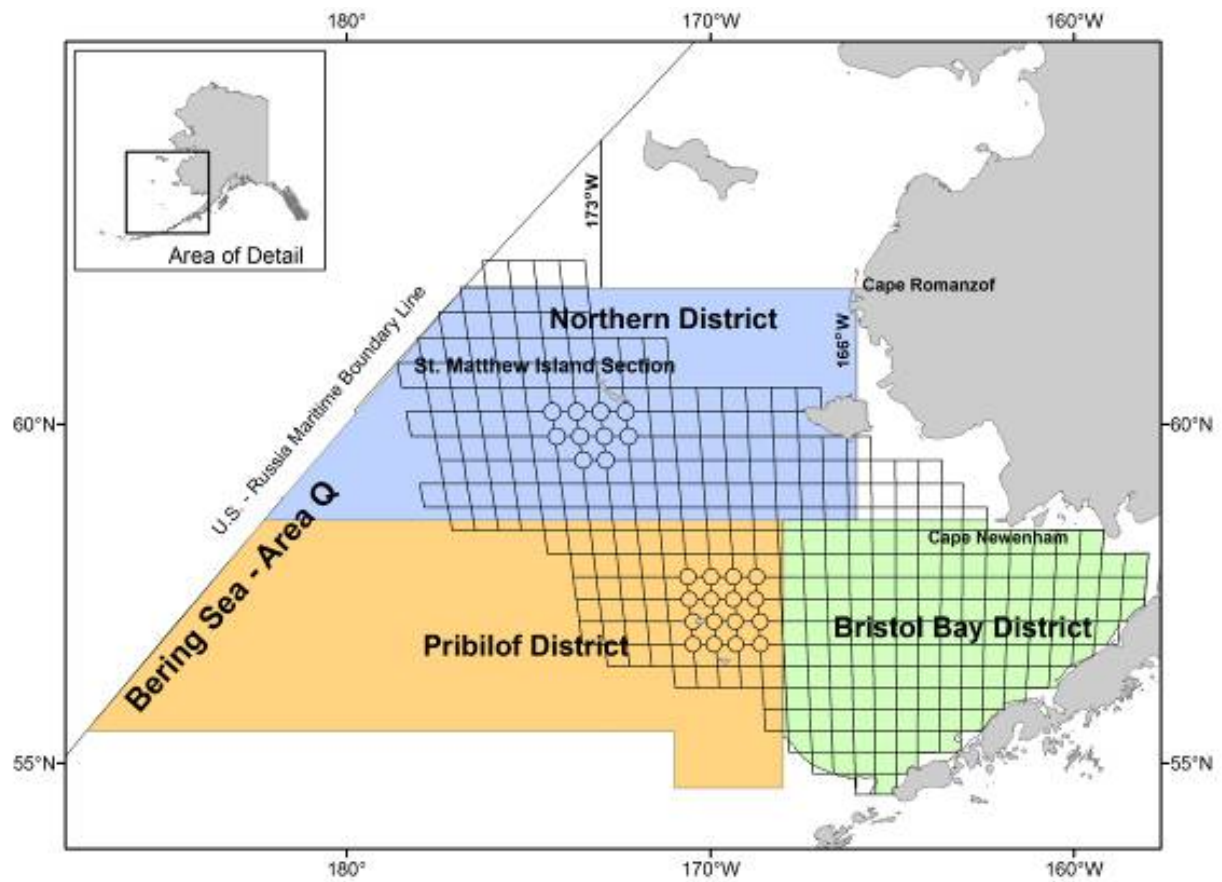 180°
170°W
160°W
Area of Detail
173°W
Cape Romanzof
Northern District
166°W
St. Matthew Island Section
U.S. - Russia Maritime Boundary Line
60°N
60°N
Bering Sea - Area Q
Cape Newenham
Pribilof District
Bristol Bay District
55°N
55°N
180°
170°W
160°W